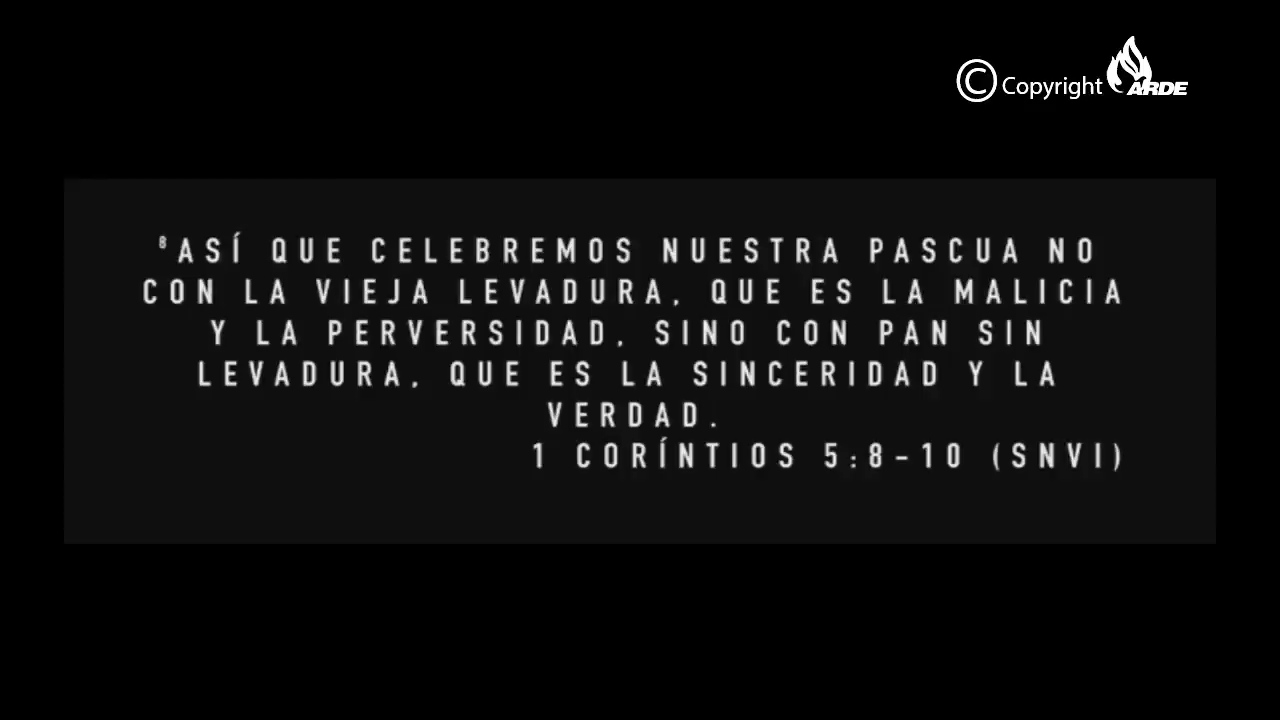 © Copyright ARDE
⁸ASÍ QUE CELEBREMOS NUESTRA PASCUA NO
CON LA VIEJA LEVADURA, QUE ES LA MALICIA
Y LA PERVERSIDAD, SINO CON PAN SIN
LEVADURA, QUE ES LA SINCERIDAD Y LA
VERDAD.
1 CORÍNTIOS 5:8-10 (SNVI)